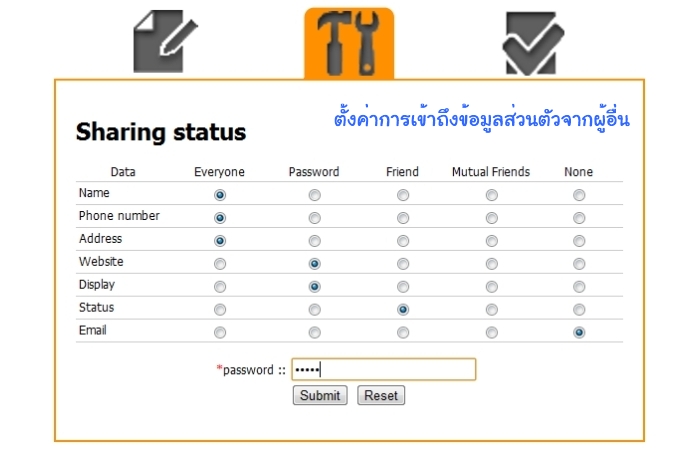 ตั้งค่าการเข้าถึงข้อมูลส่วนตัวจากผู้อื่น
Sharing status
Data Everyone Password Friend Mutual Friends None
Name
Phone number
Address
Website
Display
Status
Email
*password :: •••••
Submit Reset